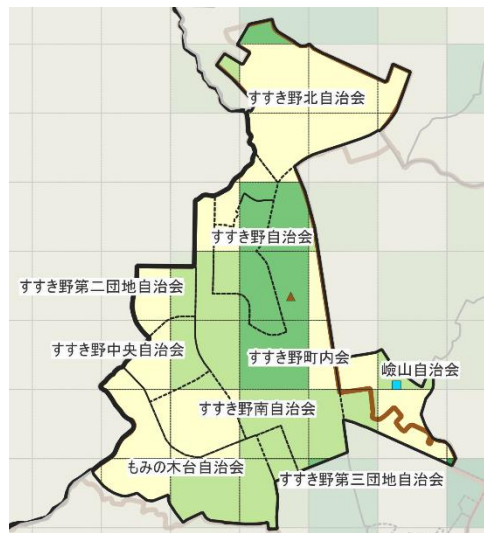 すすき野北自治会
すすき野自治会
すすき野第二団地自治会
すすき野中央自治会
すすき野町内会
嶮山自治会
すすき野南自治会
もみの木台自治会
すすき野第三団地自治会